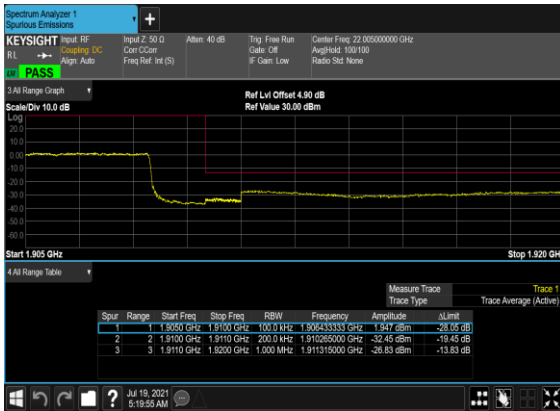 Spectrum Analyzer 1
Spurious Emissions
+
KEYSIGHT Input: RF Input Z: 50 Ω Atten: 40 dB Trig: Free Run Center Freq: 22.005000000 GHz
RL Coupling: DC Corr CCorr Gate: Off Avg|Hold: 100/100
Align: Auto Freq Ref: Int (S) IF Gain: Low Radio Std: None
PASS
3 All Range Graph
Scale/Div 10.0 dB Ref Lvl Offset 4.90 dB
Ref Value 30.00 dBm
Log
20.0
10.0
0.00
-10.0
-20.0
-30.0
-40.0
-50.0
-60.0
Start 1.905 GHz Stop 1.920 GH
4 All Range Table
Measure Trace Trace 1
Trace Type Trace Average (Active)
Spur Range Start Freq Stop Freq RBW Frequency Amplitude ΔLimit
1 1 1.9050 GHz 1.9100 GHz 100.0 kHz 1.906433333 GHz 1.947 dBm -28.05 dB
2 2 1.9100 GHz 1.9110 GHz 200.0 kHz 1.910265000 GHz -32.45 dBm -19.45 dB
3 3 1.9110 GHz 1.9200 GHz 1.000 MHz 1.911315000 GHz -26.83 dBm -13.83 dB
? Jul 19, 2021
5:19:55 AM